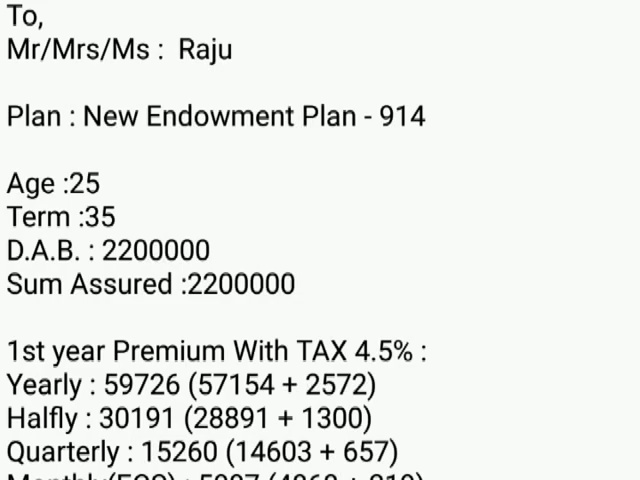 To,
Mr/Mrs/Ms : Raju
Plan : New Endowment Plan - 914
Age :25
Term :35
D.A.B. : 2200000
Sum Assured :2200000
1st year Premium With TAX 4.5% :
Yearly : 59726 (57154 + 2572)
Halfly : 30191 (28891 + 1300)
Quarterly : 15260 (14603 + 657)